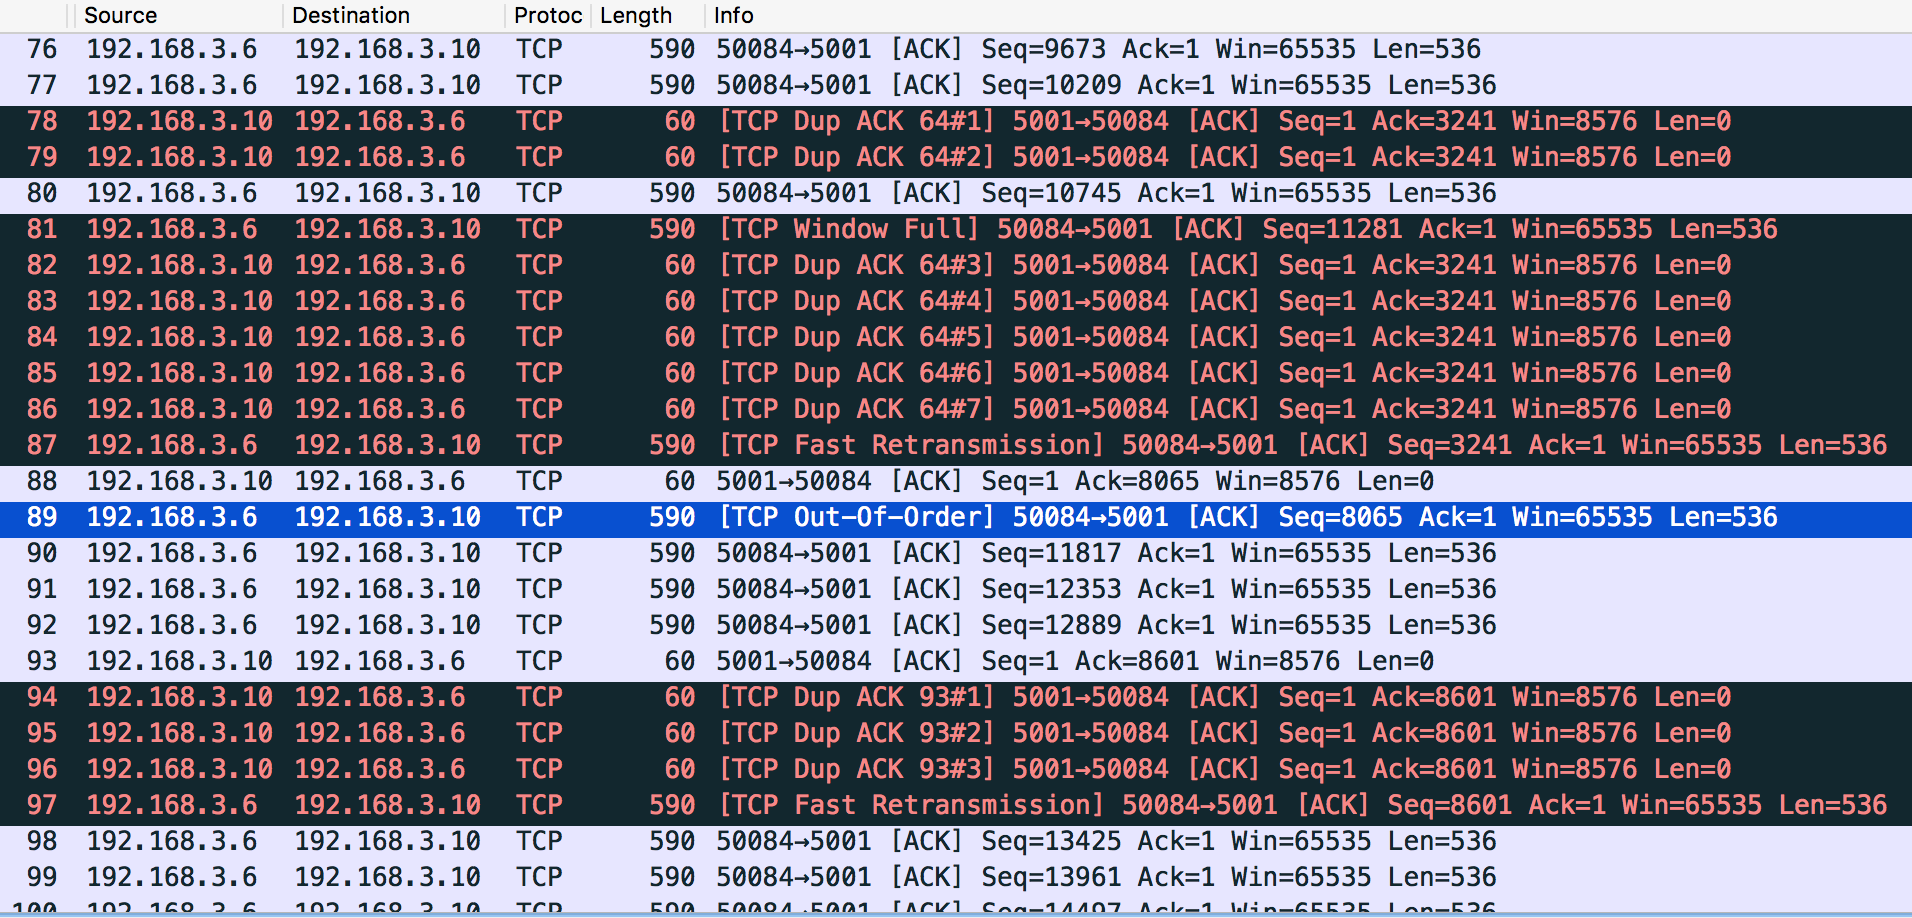 Source Destination Protoc Length Info
76 192.168.3.6 192.168.3.10 TCP 590 50084→5001 [ACK] Seq=9673 Ack=1 Win=65535 Len=536
77 192.168.3.6 192.168.3.10 TCP 590 50084→5001 [ACK] Seq=10209 Ack=1 Win=65535 Len=536
78 192.168.3.10 192.168.3.6 TCP 60 [TCP Dup ACK 64#1] 5001→50084 [ACK] Seq=1 Ack=3241 Win=8576 Len=0
79 192.168.3.10 192.168.3.6 TCP 60 [TCP Dup ACK 64#2] 5001→50084 [ACK] Seq=1 Ack=3241 Win=8576 Len=0
80 192.168.3.6 192.168.3.10 TCP 590 50084→5001 [ACK] Seq=10745 Ack=1 Win=65535 Len=536
81 192.168.3.6 192.168.3.10 TCP 590 [TCP Window Full] 50084→5001 [ACK] Seq=11281 Ack=1 Win=65535 Len=536
82 192.168.3.10 192.168.3.6 TCP 60 [TCP Dup ACK 64#3] 5001→50084 [ACK] Seq=1 Ack=3241 Win=8576 Len=0
83 192.168.3.10 192.168.3.6 TCP 60 [TCP Dup ACK 64#4] 5001→50084 [ACK] Seq=1 Ack=3241 Win=8576 Len=0
84 192.168.3.10 192.168.3.6 TCP 60 [TCP Dup ACK 64#5] 5001→50084 [ACK] Seq=1 Ack=3241 Win=8576 Len=0
85 192.168.3.10 192.168.3.6 TCP 60 [TCP Dup ACK 64#6] 5001→50084 [ACK] Seq=1 Ack=3241 Win=8576 Len=0
86 192.168.3.10 192.168.3.6 TCP 60 [TCP Dup ACK 64#7] 5001→50084 [ACK] Seq=1 Ack=3241 Win=8576 Len=0
87 192.168.3.6 192.168.3.10 TCP 590 [TCP Fast Retransmission] 50084→5001 [ACK] Seq=3241 Ack=1 Win=65535 Len=536
88 192.168.3.10 192.168.3.6 TCP 60 5001→50084 [ACK] Seq=1 Ack=8065 Win=8576 Len=0
89 192.168.3.6 192.168.3.10 TCP 590 [TCP Out-Of-Order] 50084→5001 [ACK] Seq=8065 Ack=1 Win=65535 Len=536
90 192.168.3.6 192.168.3.10 TCP 590 50084→5001 [ACK] Seq=11817 Ack=1 Win=65535 Len=536
91 192.168.3.6 192.168.3.10 TCP 590 50084→5001 [ACK] Seq=12353 Ack=1 Win=65535 Len=536
92 192.168.3.6 192.168.3.10 TCP 590 50084→5001 [ACK] Seq=12889 Ack=1 Win=65535 Len=536
93 192.168.3.10 192.168.3.6 TCP 60 5001→50084 [ACK] Seq=1 Ack=8601 Win=8576 Len=0
94 192.168.3.10 192.168.3.6 TCP 60 [TCP Dup ACK 93#1] 5001→50084 [ACK] Seq=1 Ack=8601 Win=8576 Len=0
95 192.168.3.10 192.168.3.6 TCP 60 [TCP Dup ACK 93#2] 5001→50084 [ACK] Seq=1 Ack=8601 Win=8576 Len=0
96 192.168.3.10 192.168.3.6 TCP 60 [TCP Dup ACK 93#3] 5001→50084 [ACK] Seq=1 Ack=8601 Win=8576 Len=0
97 192.168.3.6 192.168.3.10 TCP 590 [TCP Fast Retransmission] 50084→5001 [ACK] Seq=8601 Ack=1 Win=65535 Len=536
98 192.168.3.6 192.168.3.10 TCP 590 50084→5001 [ACK] Seq=13425 Ack=1 Win=65535 Len=536
99 192.168.3.6 192.168.3.10 TCP 590 50084→5001 [ACK] Seq=13961 Ack=1 Win=65535 Len=536
100 192.168.3.6 192.168.3.10 TCP 590 50084→5001 [ACK] Seq=14497 Ack=1 Win=65535 Len=536